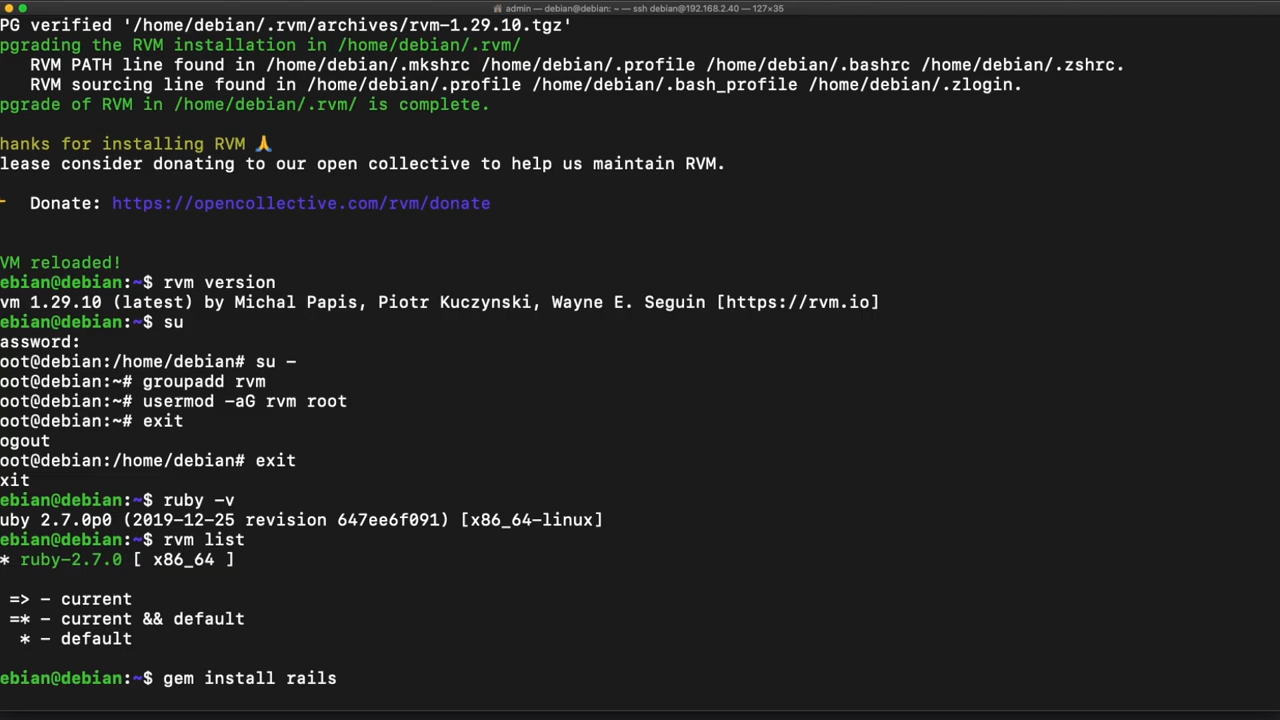 admin — debian@debian: ~ — ssh debian@192.168.2.40 — 127×35
PG verified '/home/debian/.rvm/archives/rvm-1.29.10.tgz'
pgrading the RVM installation in /home/debian/.rvm/
RVM PATH line found in /home/debian/.mkshrc /home/debian/.profile /home/debian/.bashrc /home/debian/.zshrc.
RVM sourcing line found in /home/debian/.profile /home/debian/.bash_profile /home/debian/.zlogin.
pgrade of RVM in /home/debian/.rvm/ is complete.
hanks for installing RVM 🙏
lease consider donating to our open collective to help us maintain RVM.
Donate: https://opencollective.com/rvm/donate
VM reloaded!
ebian@debian:~$ rvm version
vm 1.29.10 (latest) by Michal Papis, Piotr Kuczynski, Wayne E. Seguin [https://rvm.io]
ebian@debian:~$ su
assword:
oot@debian:/home/debian# su -
oot@debian:~# groupadd rvm
oot@debian:~# usermod -aG rvm root
oot@debian:~# exit
ogout
oot@debian:/home/debian# exit
xit
ebian@debian:~$ ruby -v
uby 2.7.0p0 (2019-12-25 revision 647ee6f091) [x86_64-linux]
ebian@debian:~$ rvm list
* ruby-2.7.0 [ x86_64 ]
=> - current
=* - current && default
* - default
ebian@debian:~$ gem install rails